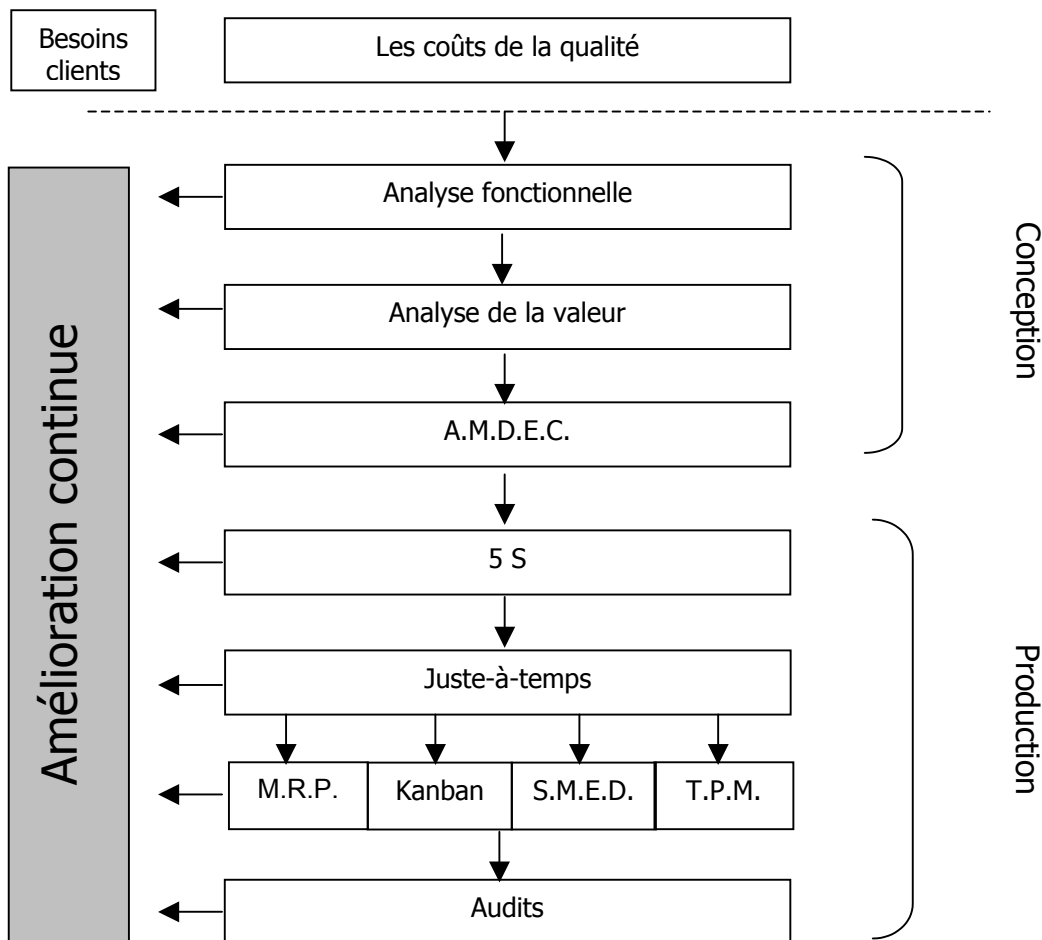 Besoins
clients
Les coûts de la qualité
Analyse fonctionnelle
Analyse de la valeur
A.M.D.E.C.
Conception
5 S
Juste-à-temps
M.R.P.
Kanban
S.M.E.D.
T.P.M.
Audits
Production
Amélioration continue